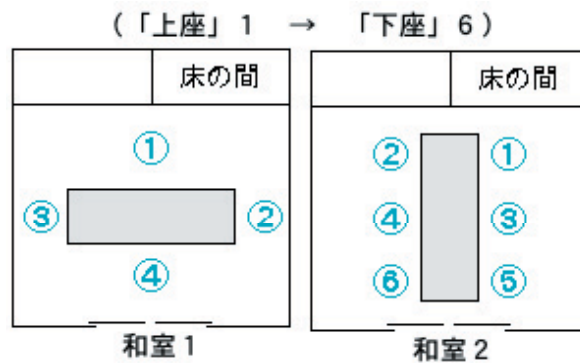 (「上座」1 → 「下座」6)
床の間 床の間
①
② ①
③ ②
④ ③
④
⑥ ⑤
和室1 和室2